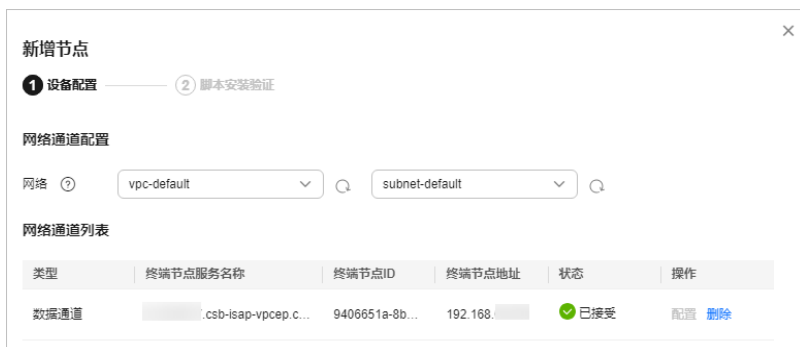 新增节点
1 设备配置 2 脚本安装验证
网络通道配置
网络 ? vpc-default subnet-default
网络通道列表
类型 终端节点服务名称 终端节点ID 终端节点地址 状态 操作
数据通道 .csb-isap-vpcep.c... 9406651a-8b... 192.168. 已接受 配置 删除